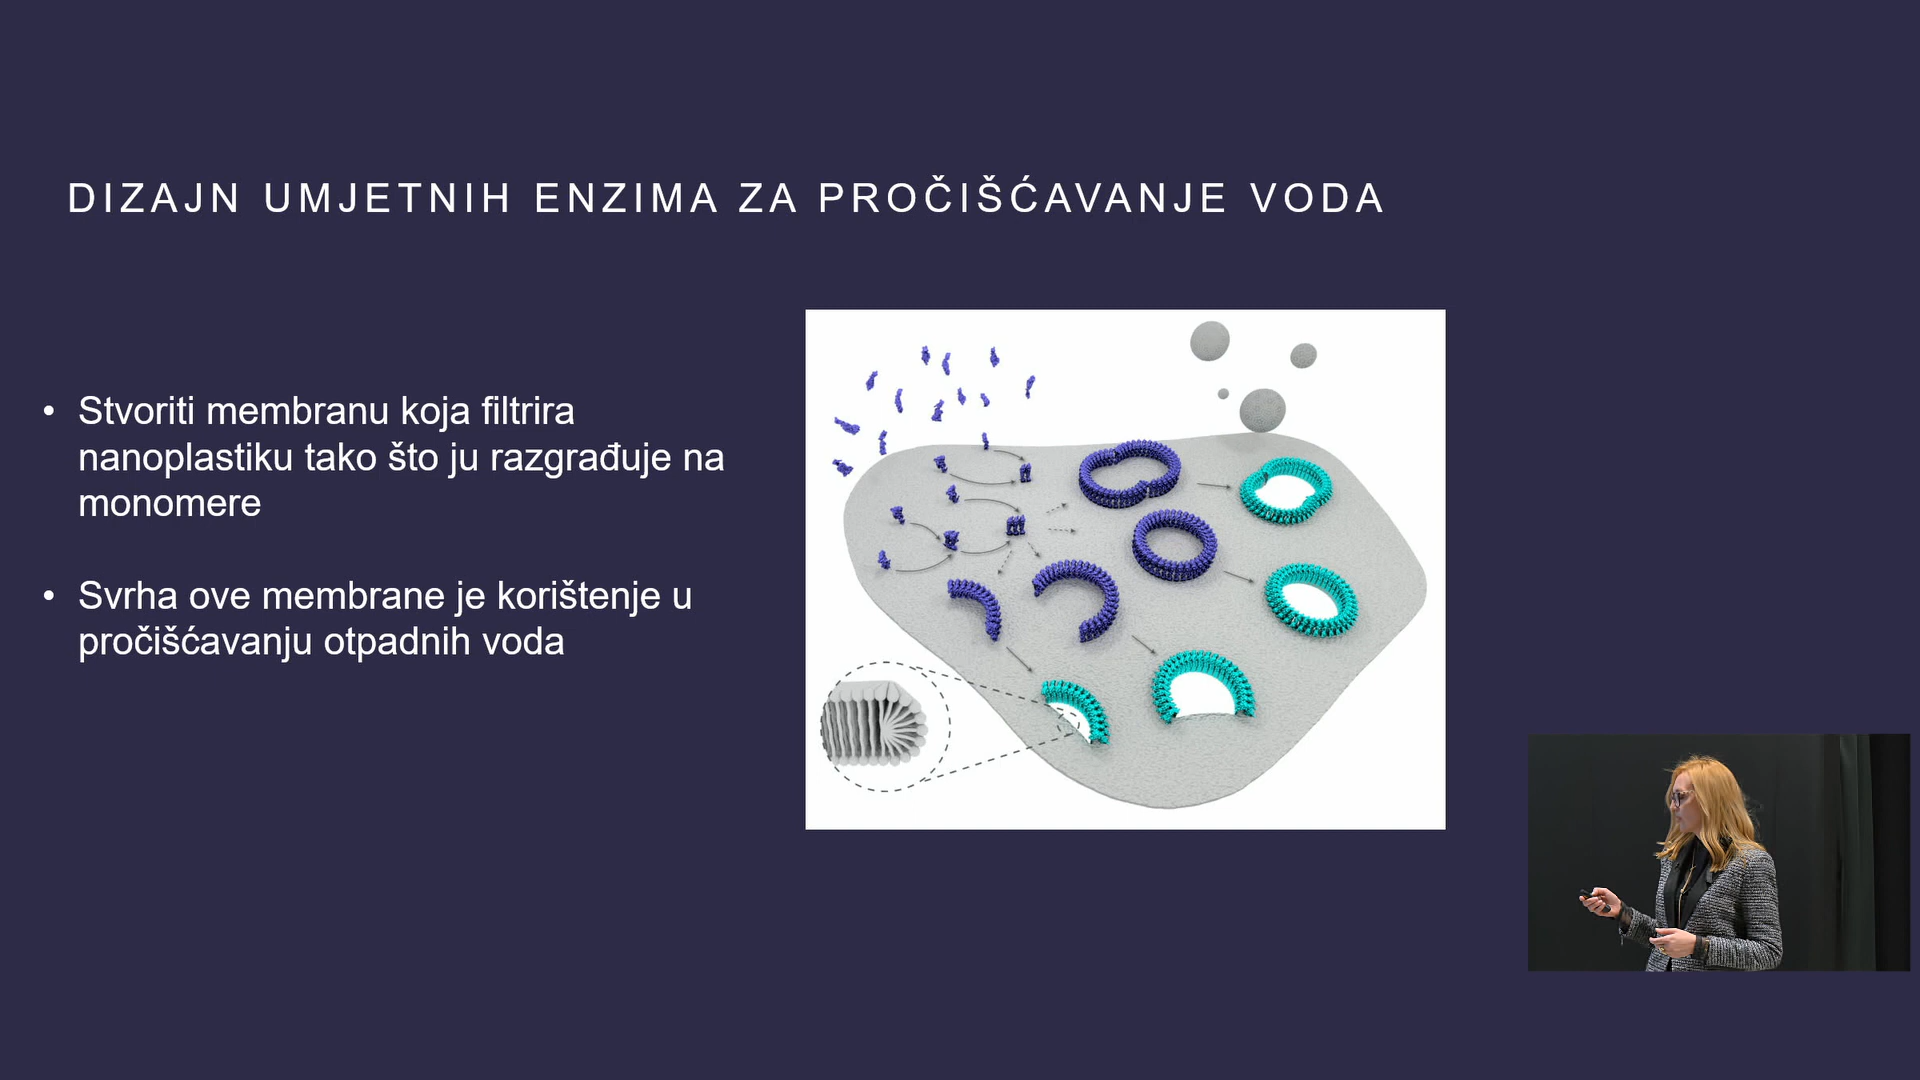 DIZAJN UMJETNIH ENZIMA ZA PROČIŠĆAVANJE VODA
• Stvoriti membranu koja filtrira
nanoplastiku tako što ju razgrađuje na
monomere
• Svrha ove membrane je korištenje u
pročišćavanju otpadnih voda